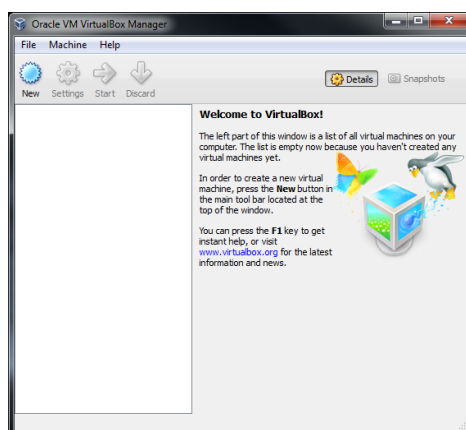 Oracle VM VirtualBox Manager
File Machine Help
New Settings Start Discard
Details Snapshots
Welcome to VirtualBox!
The left part of this window is a list of all virtual machines on your
computer. The list is empty now because you haven't created any
virtual machines yet.
In order to create a new virtual
machine, press the New button in
the main tool bar located at the
top of the window.
You can press the F1 key to get
instant help, or visit
www.virtualbox.org for the latest
information and news.